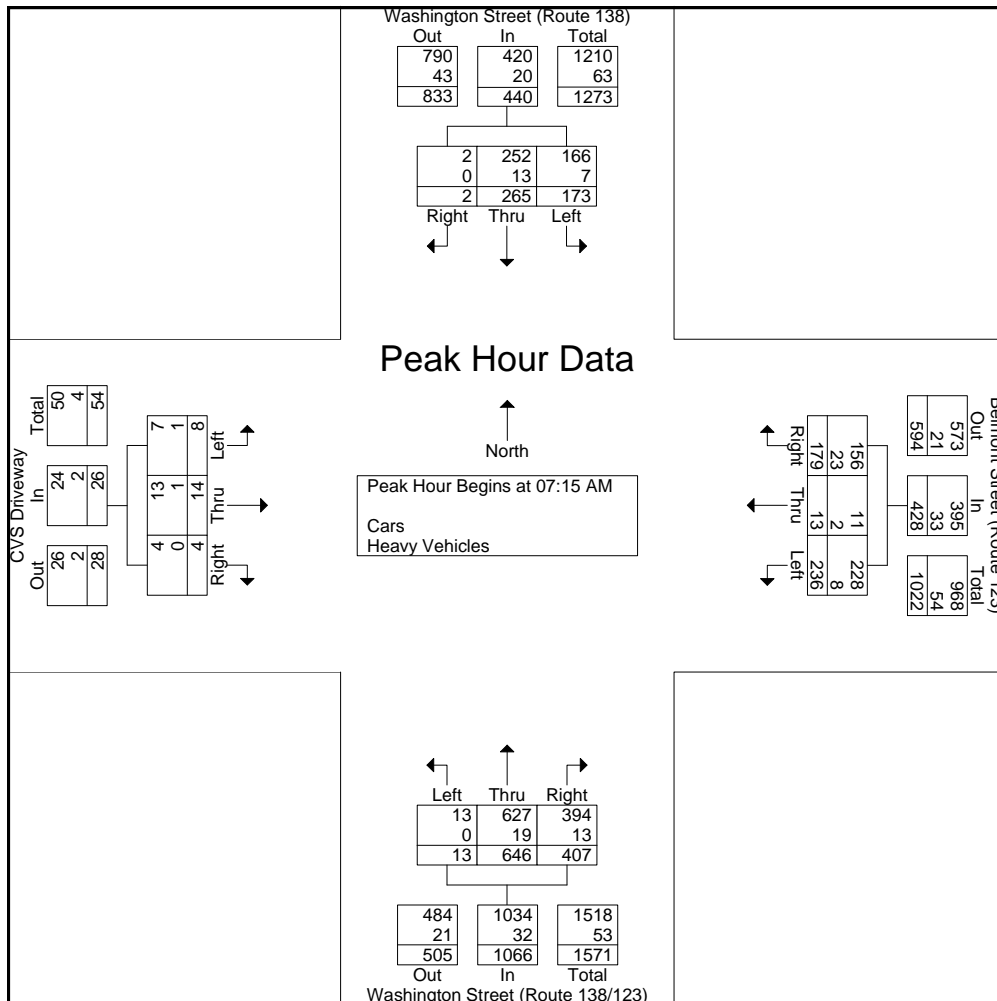 Washington Street (Route 138)
Out In Total
790 420 1210
43 20 63
833 440 1273
2 252 166
0 13 7
2 265 173
Right Thru Left
Peak Hour Data
North
Peak Hour Begins at 07:15 AM
Cars
Heavy Vehicles
CVS Driveway
Total In Out
50 24 26
4 2 2
54 26 28
7 13 4
1 1 0
8 14 4
Left Thru Right
Belmont Street (Route 123)
Out In Total
573 395 968
21 33 54
594 428 1022
156 11 228
23 2 8
179 13 236
Right Thru Left
Left Thru Right
13 627 394
0 19 13
13 646 407
484 1034 1518
21 32 53
505 1066 1571
Out In Total
Washington Street (Route 138/123)